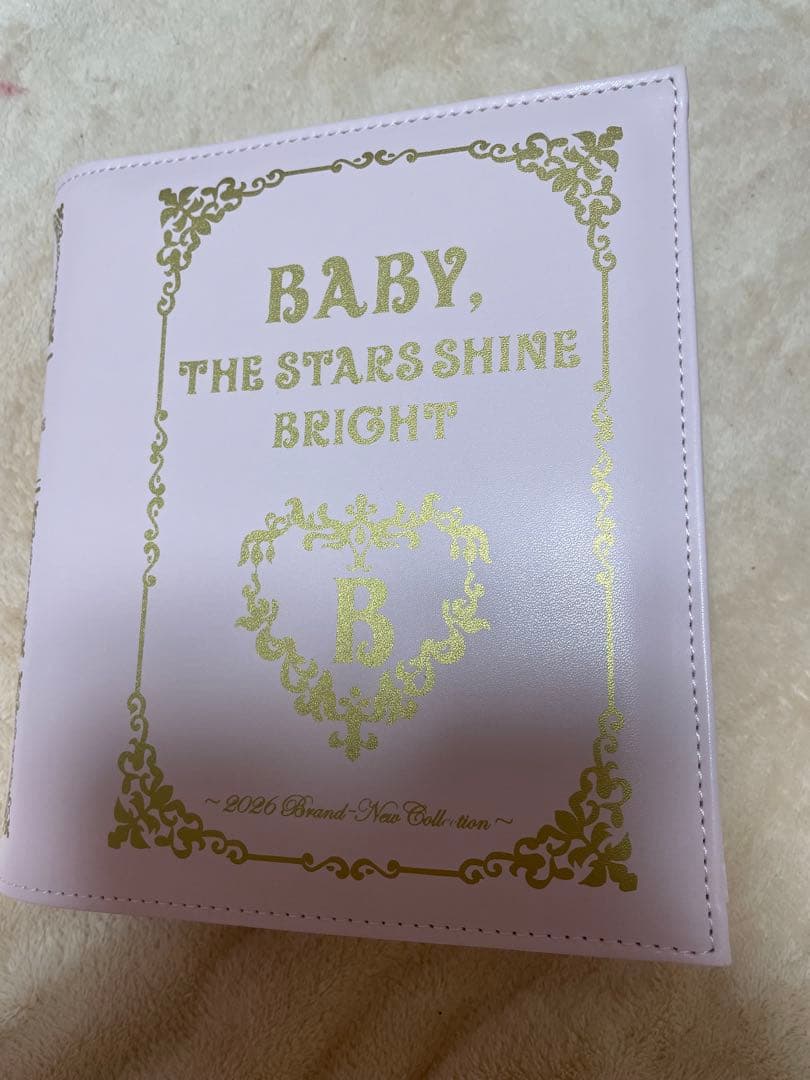 BABY,
THE STARS SHINE
BRIGHT
B
~ 2026 Brand-New Collection ~